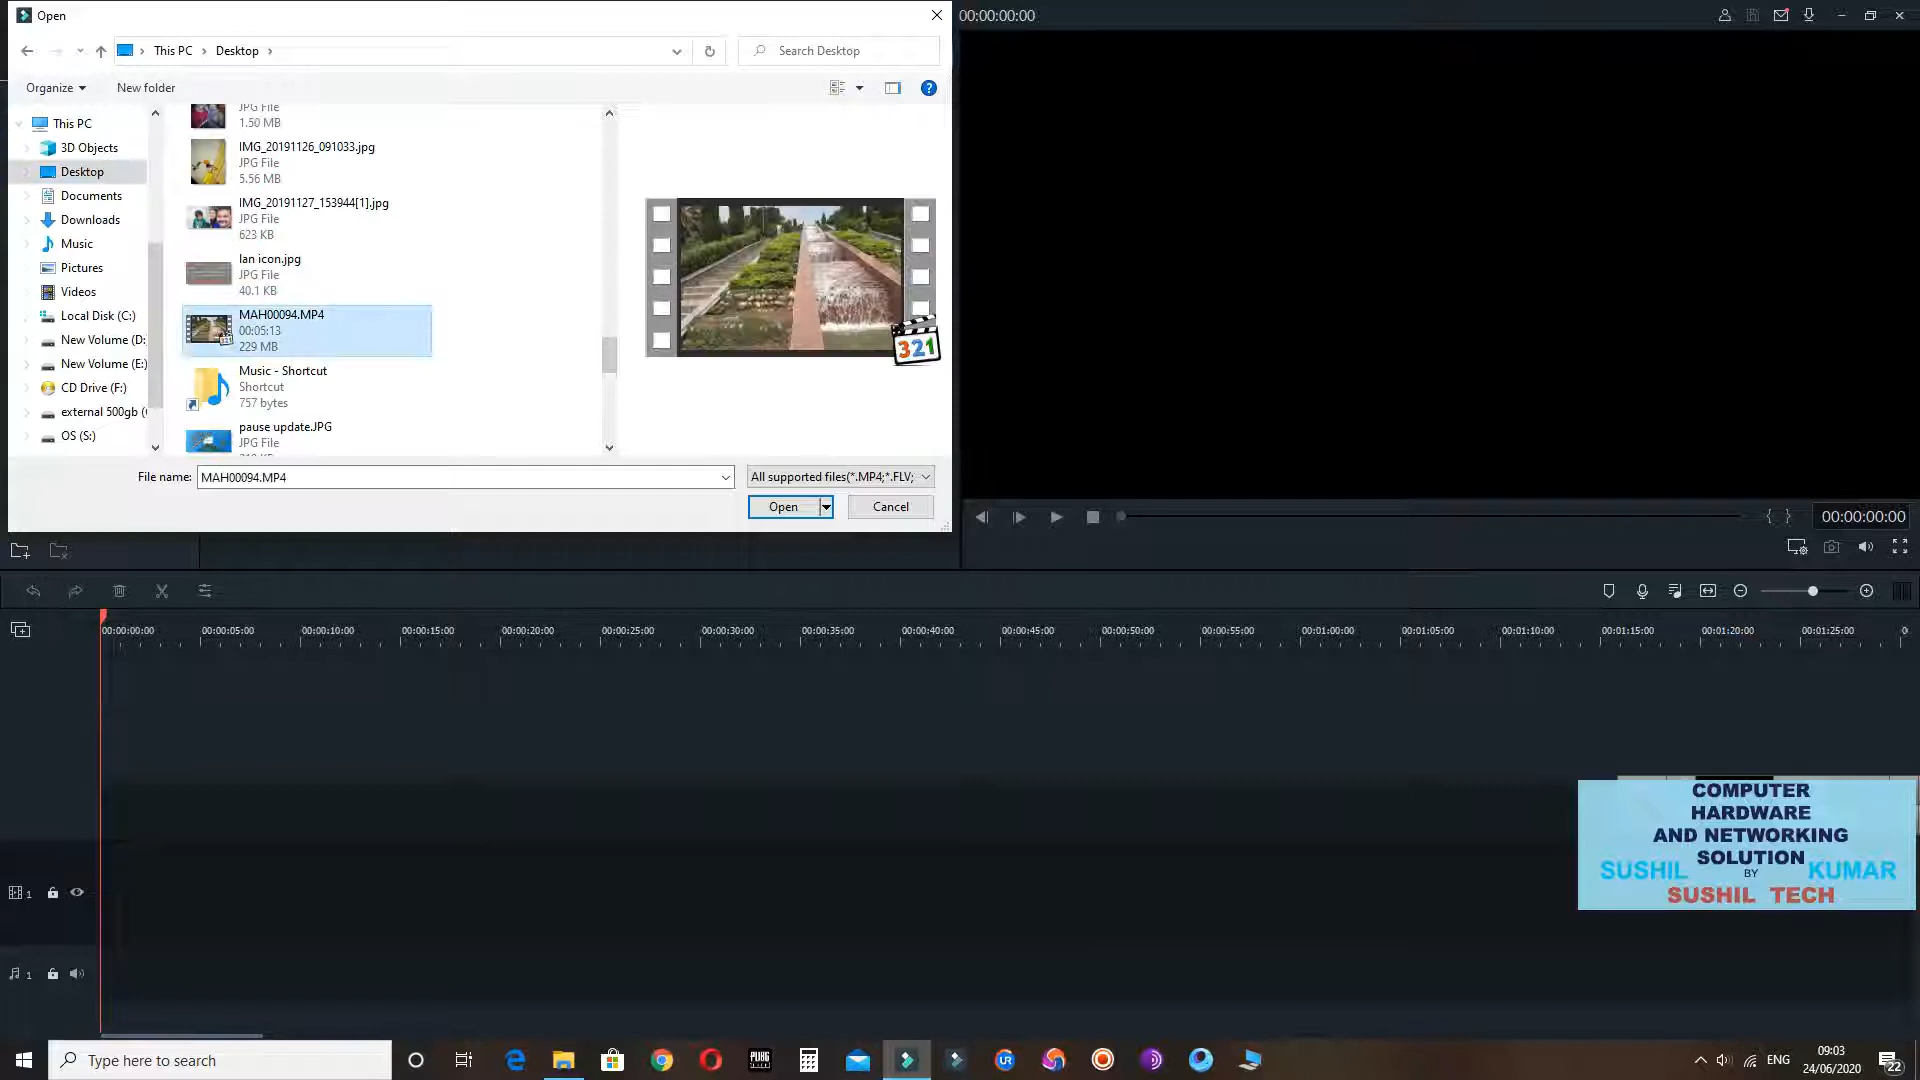 Open
00:00:00:00
This PC
Desktop
Search Desktop
Organize
New folder
This PC
3D Objects
Desktop
Documents
Downloads
Music
Pictures
Videos
Local Disk (C:)
New Volume (D:
New Volume (E:)
CD Drive (F:)
external 500gb (
OS (S:)
JPG File
1.50 MB
IMG_20191126_091033.jpg
JPG File
5.56 MB
IMG_20191127_153944[1].jpg
JPG File
623 KB
lan icon.jpg
JPG File
40.1 KB
MAH00094.MP4
00:05:13
229 MB
Music - Shortcut
Shortcut
757 bytes
pause update.JPG
JPG File
321
File name:
MAH00094.MP4
All supported files(*.MP4;*.FLV;
Open
Cancel
00:00:00:00
00:00:00:00
00:00:05:00
00:00:10:00
00:00:15:00
00:00:20:00
00:00:25:00
00:00:30:00
00:00:35:00
00:00:40:00
00:00:45:00
00:00:50:00
00:00:55:00
00:01:00:00
00:01:05:00
00:01:10:00
00:01:15:00
00:01:20:00
00:01:25:00
0
1
1
COMPUTER
HARDWARE
AND NETWORKING
SOLUTION
SUSHIL BY KUMAR
SUSHIL TECH
Type here to search
PUBG
UR
ENG
09:03
24/06/2020
22